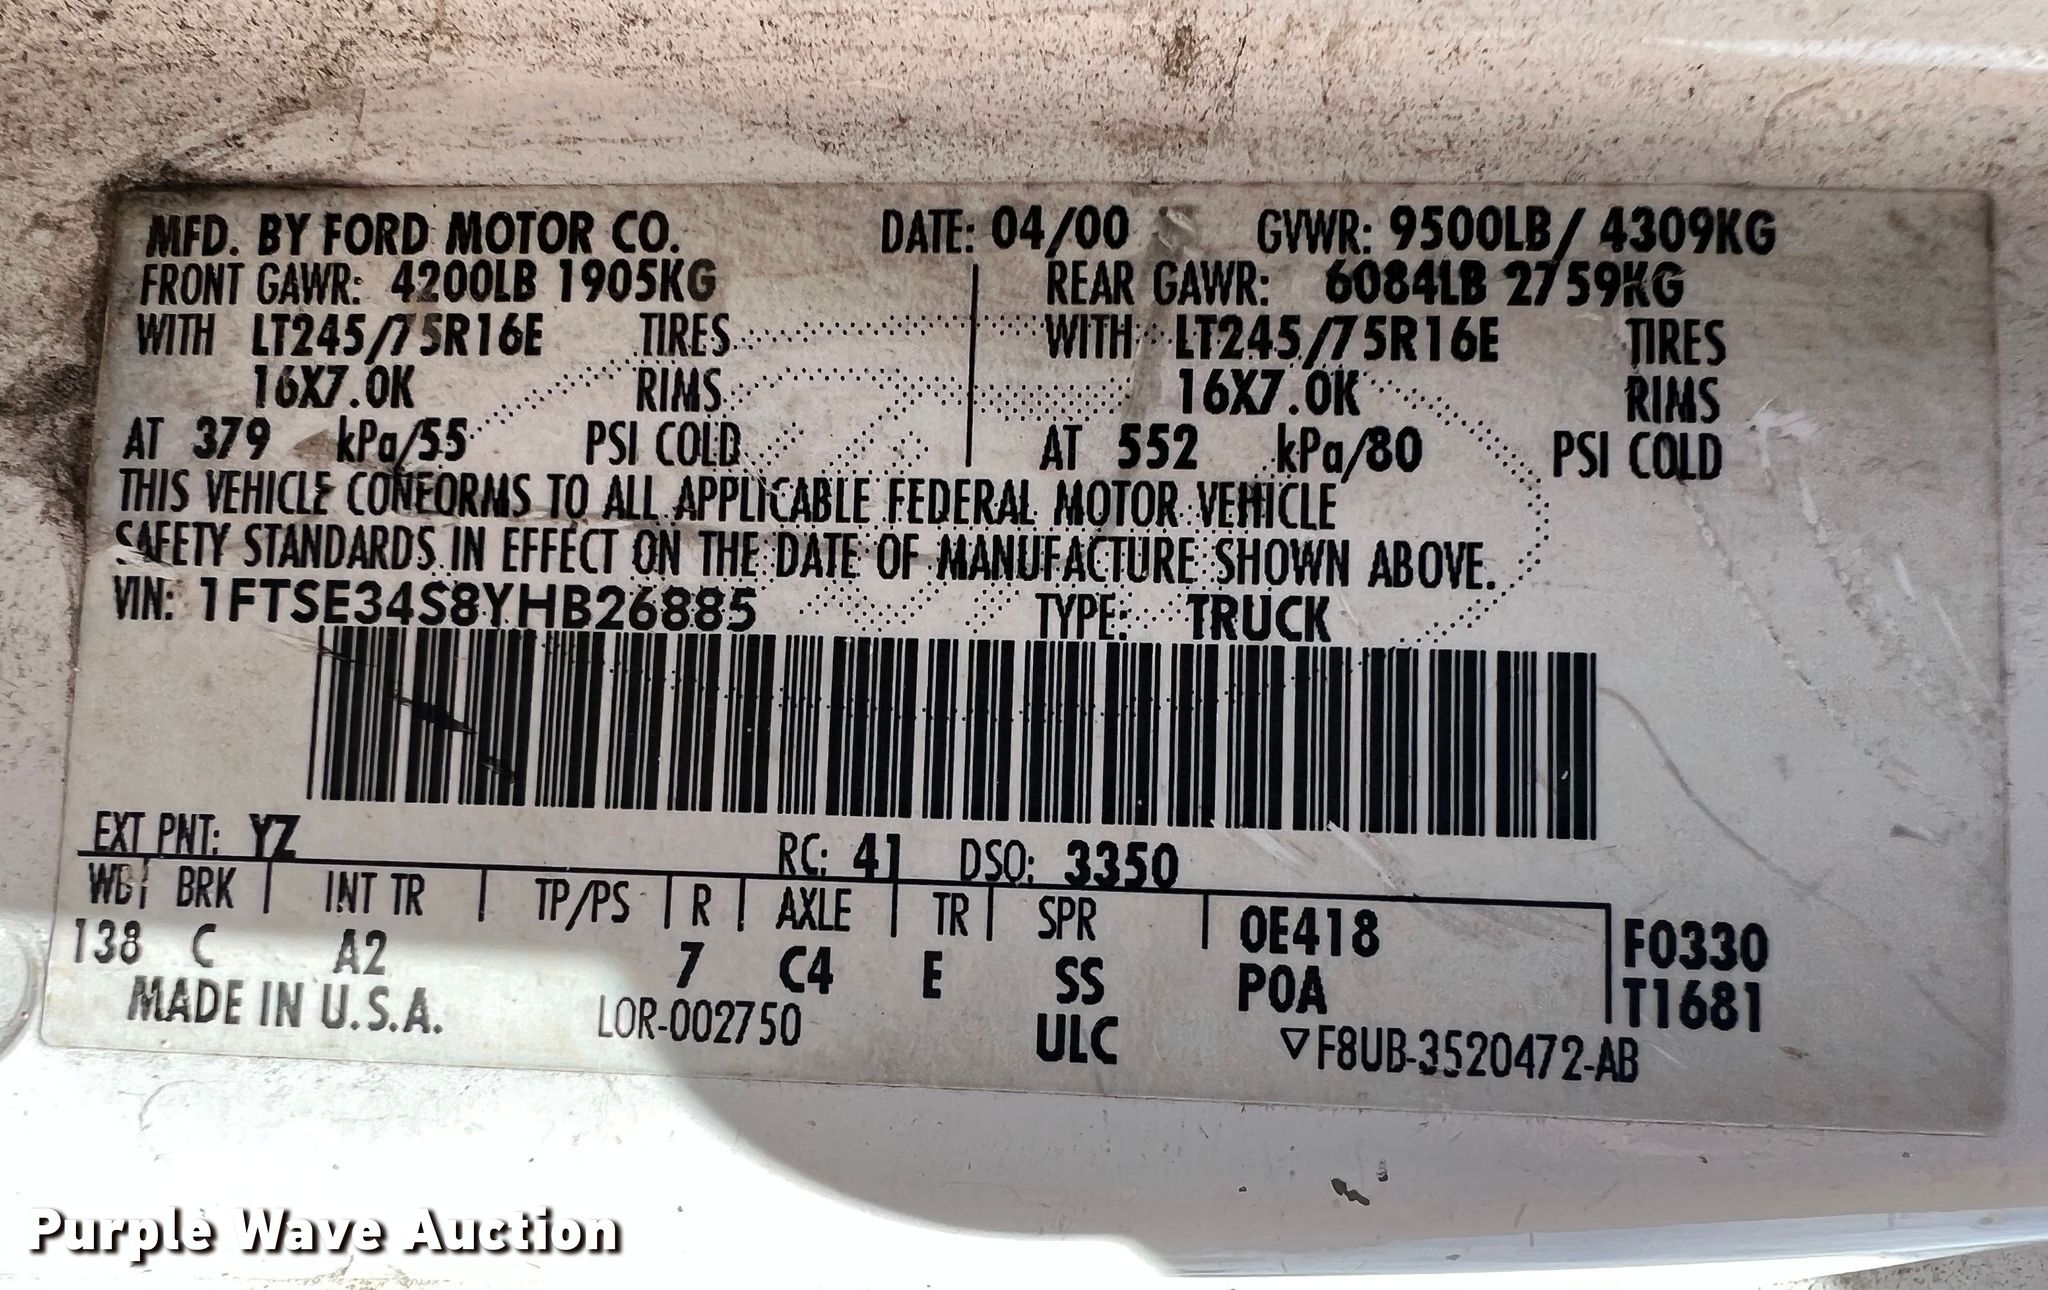 MFD. BY FORD MOTOR CO. DATE: 04/00 GVWR: 9500LB/ 4309KG
FRONT GAWR: 4200LB 1905KG REAR GAWR: 6084LB 2759KG
WITH LT245/75R16E TIRES WITH LT245/75R16E TIRES
16X7.0K RIMS 16X7.0K RIMS
AT 379 kPa/55 PSI COLD AT 552 kPa/80 PSI COLD
THIS VEHICLE CONFORMS TO ALL APPLICABLE FEDERAL MOTOR VEHICLE
SAFETY STANDARDS IN EFFECT ON THE DATE OF MANUFACTURE SHOWN ABOVE.
VIN: 1FTSE34S8YHB26885 TYPE: TRUCK
EXT PNT: YZ RC: 41 DSO: 3350
WB BRK INT TR TP/PS R AXLE TR SPR OE418 F0330
138 C A2 7 C4 E SS POA T1681
MADE IN U.S.A. LOR-002750 ULC ▽F8UB-3520472-AB
Purple Wave Auction